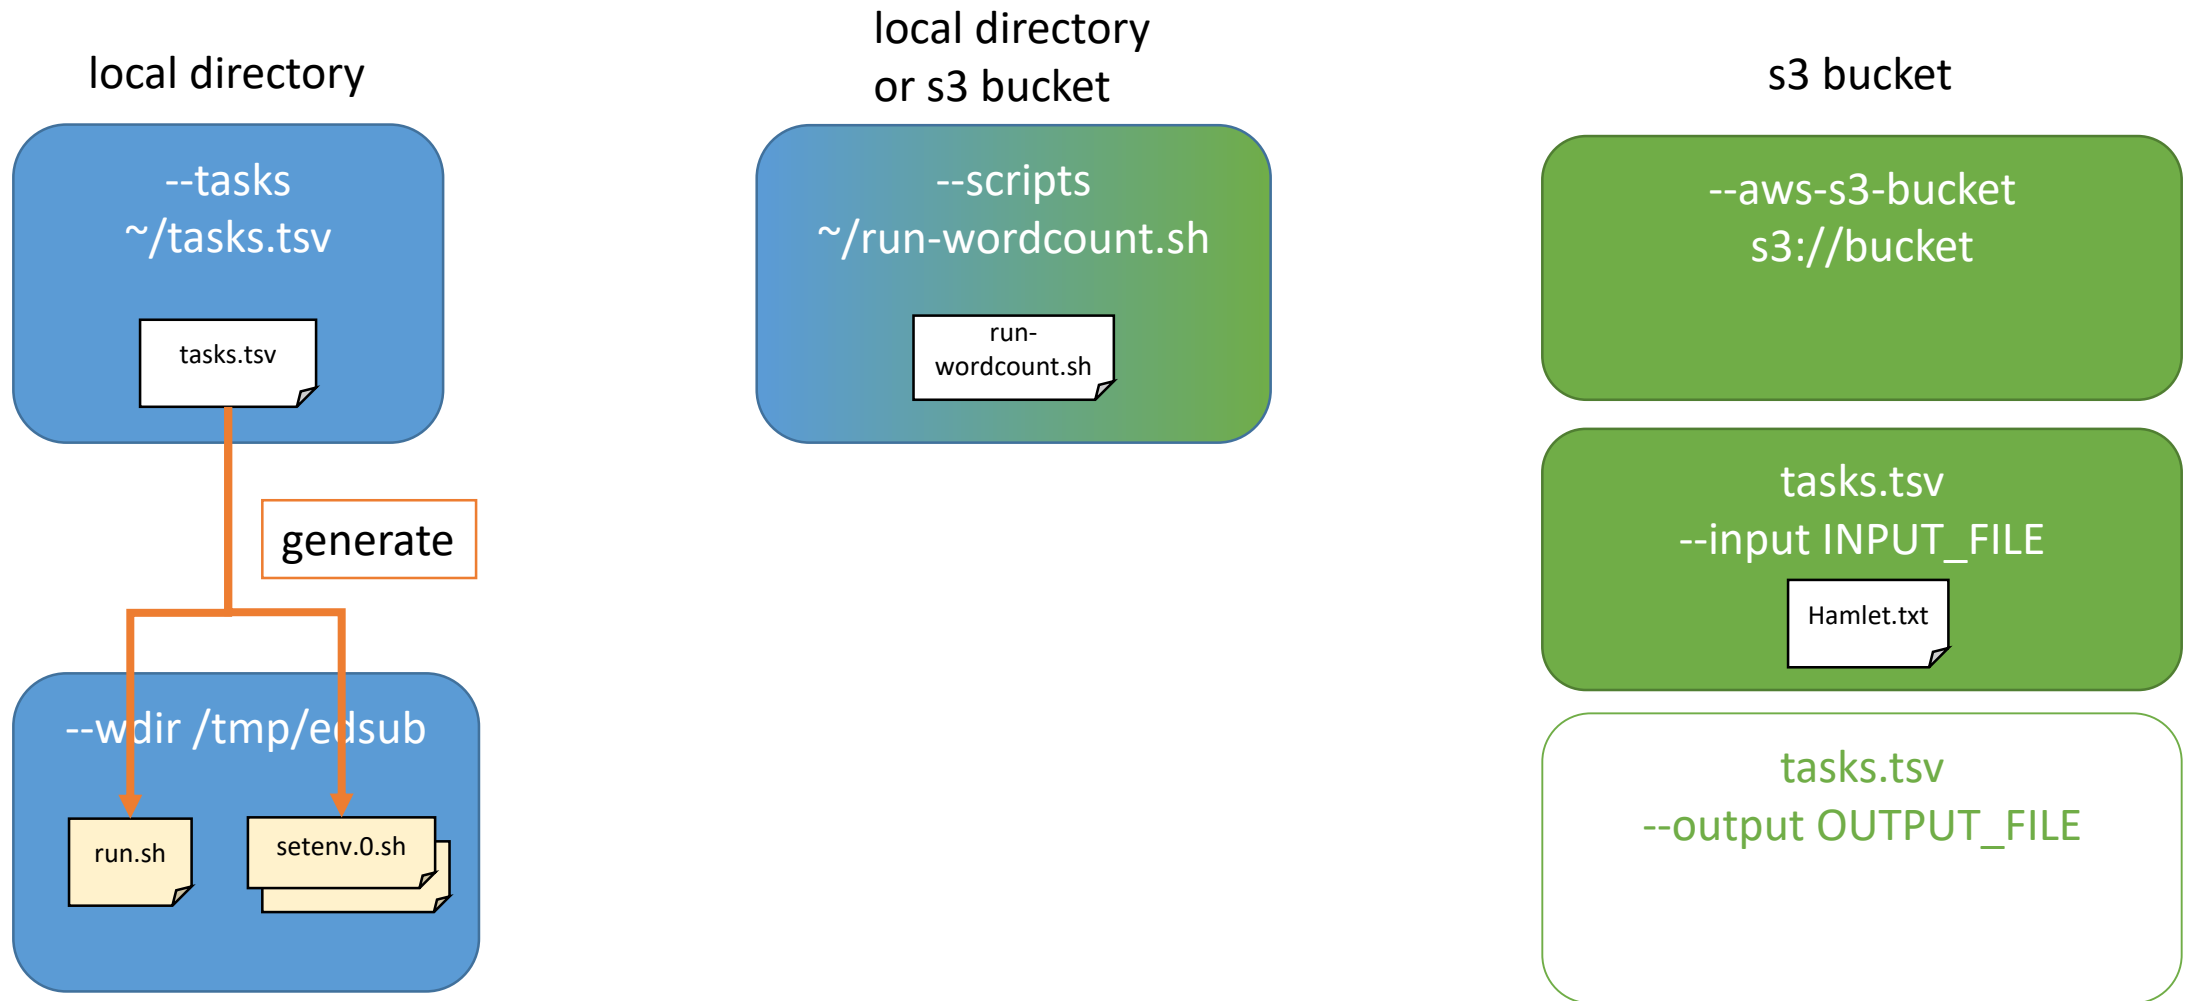 local directory
--tasks
~/tasks.tsv
tasks.tsv
generate
--wdir /tmp/edsub
run.sh
setenv.0.sh
local directory
or s3 bucket
--scripts
~/run-wordcount.sh
run-
wordcount.sh
s3 bucket
--aws-s3-bucket
s3://bucket
tasks.tsv
--input INPUT_FILE
Hamlet.txt
tasks.tsv
--output OUTPUT_FILE